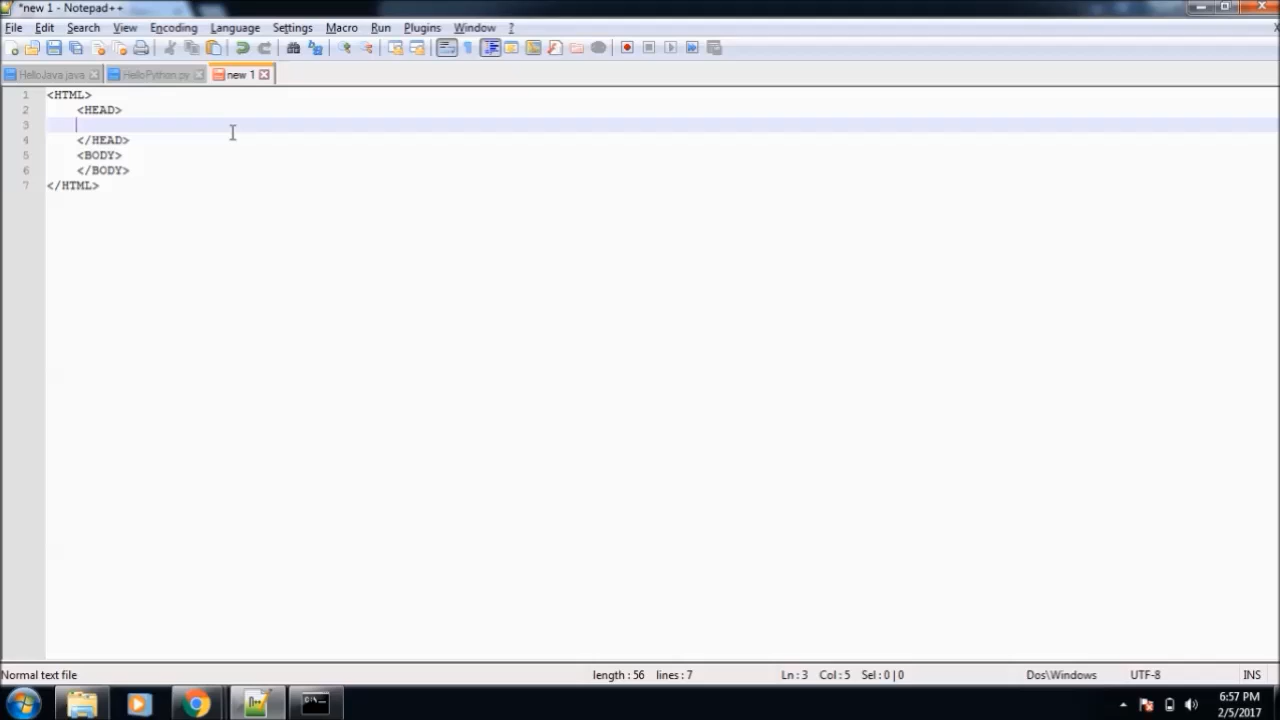 *new 1 - Notepad++
File Edit Search View Encoding Language Settings Macro Run Plugins Window ?
X
HelloJava.java HelloPython.py new 1
1 <HTML>
2 <HEAD>
3
4 </HEAD>
5 <BODY>
6 </BODY>
7 </HTML>
Normal text file length : 56 lines : 7 Ln : 3 Col : 5 Sel : 0 | 0 Dos\Windows UTF-8 INS
C:\_
6:57 PM
2/5/2017